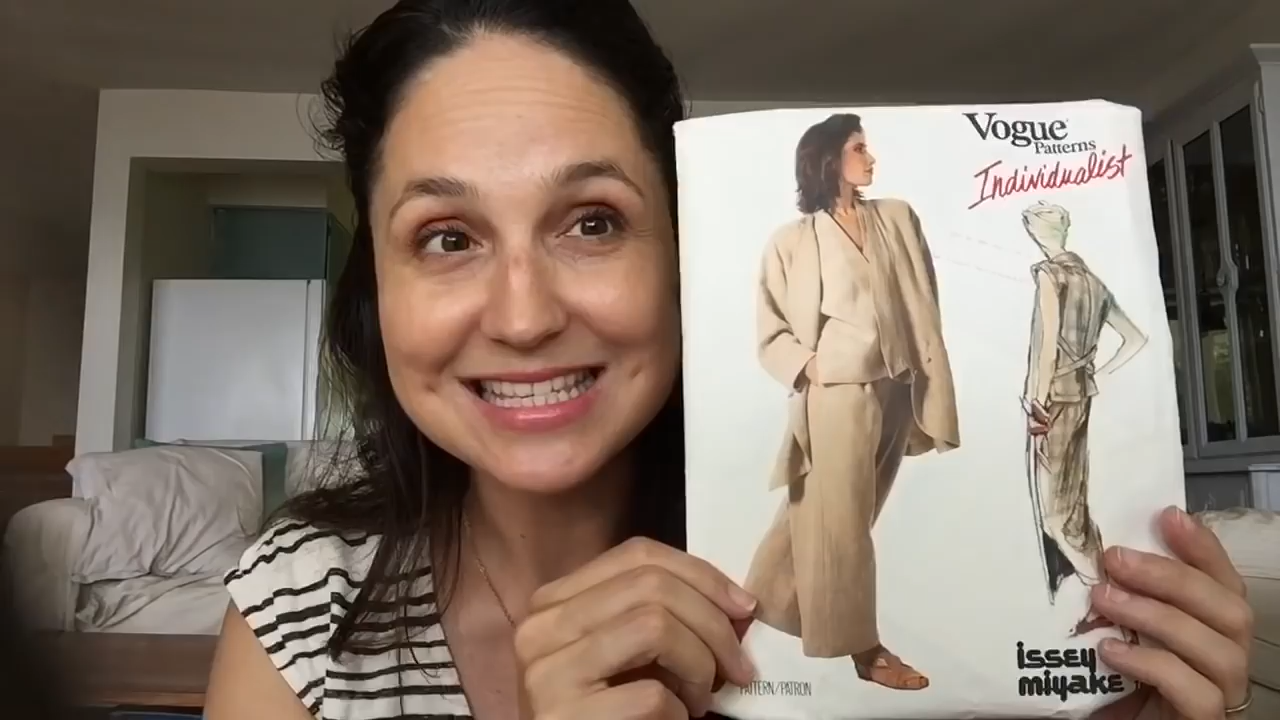 Vogue
Patterns
Individualist
issey
miyake
PATTERN/PATRON